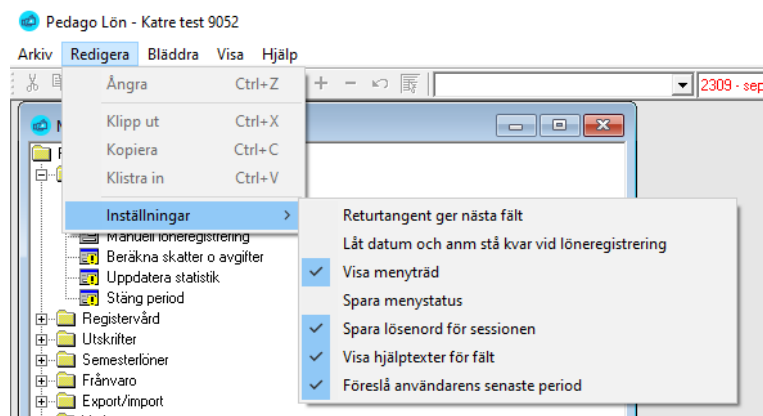 Pedago Lön - Katre test 9052
Arkiv Redigera Bläddra Visa Hjälp
Ångra Ctrl+Z
2309 - sep
Klipp ut Ctrl+X
Kopiera Ctrl+C
Klistra in Ctrl+V
Inställningar
Returtangent ger nästa fält
Låt datum och anm stå kvar vid löneregistrering
Visa menyträd
Spara menystatus
Spara lösenord för sessionen
Visa hjälptexter för fält
Föreslå användarens senaste period
Manuell löneregistrering
Beräkna skatter o avgifter
Uppdatera statistik
Stäng period
Registervård
Utskrifter
Semesterlöner
Frånvaro
Export/import